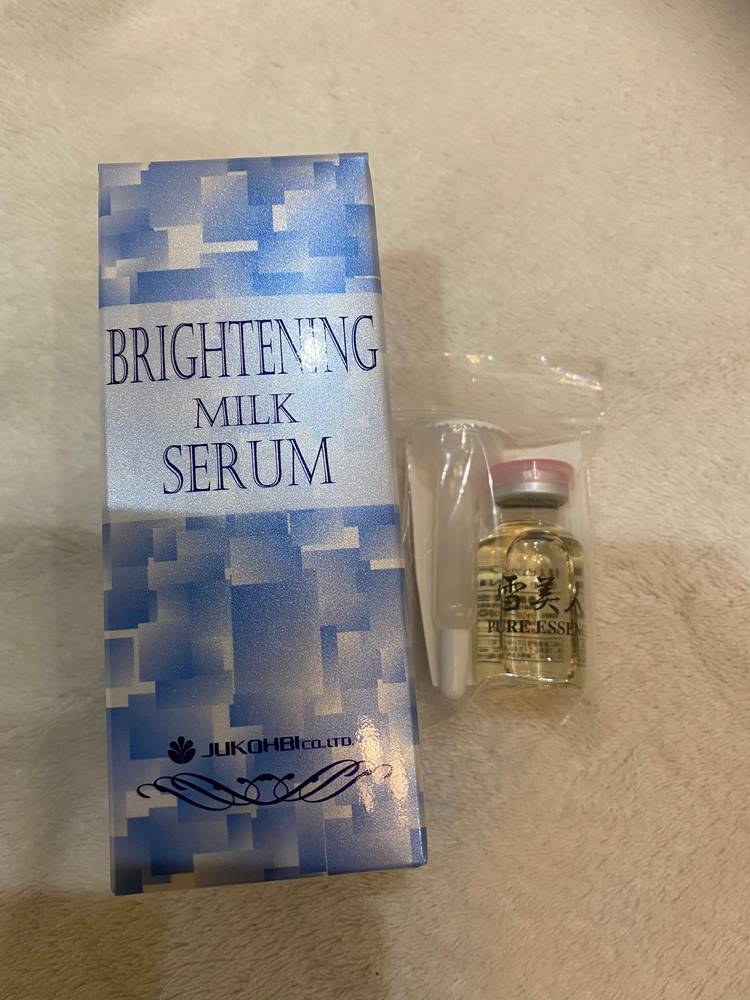 BRIGHTENING
MILK
SERUM
JUKOHBI CO.,LTD.
雪美人
PURE ESSEN